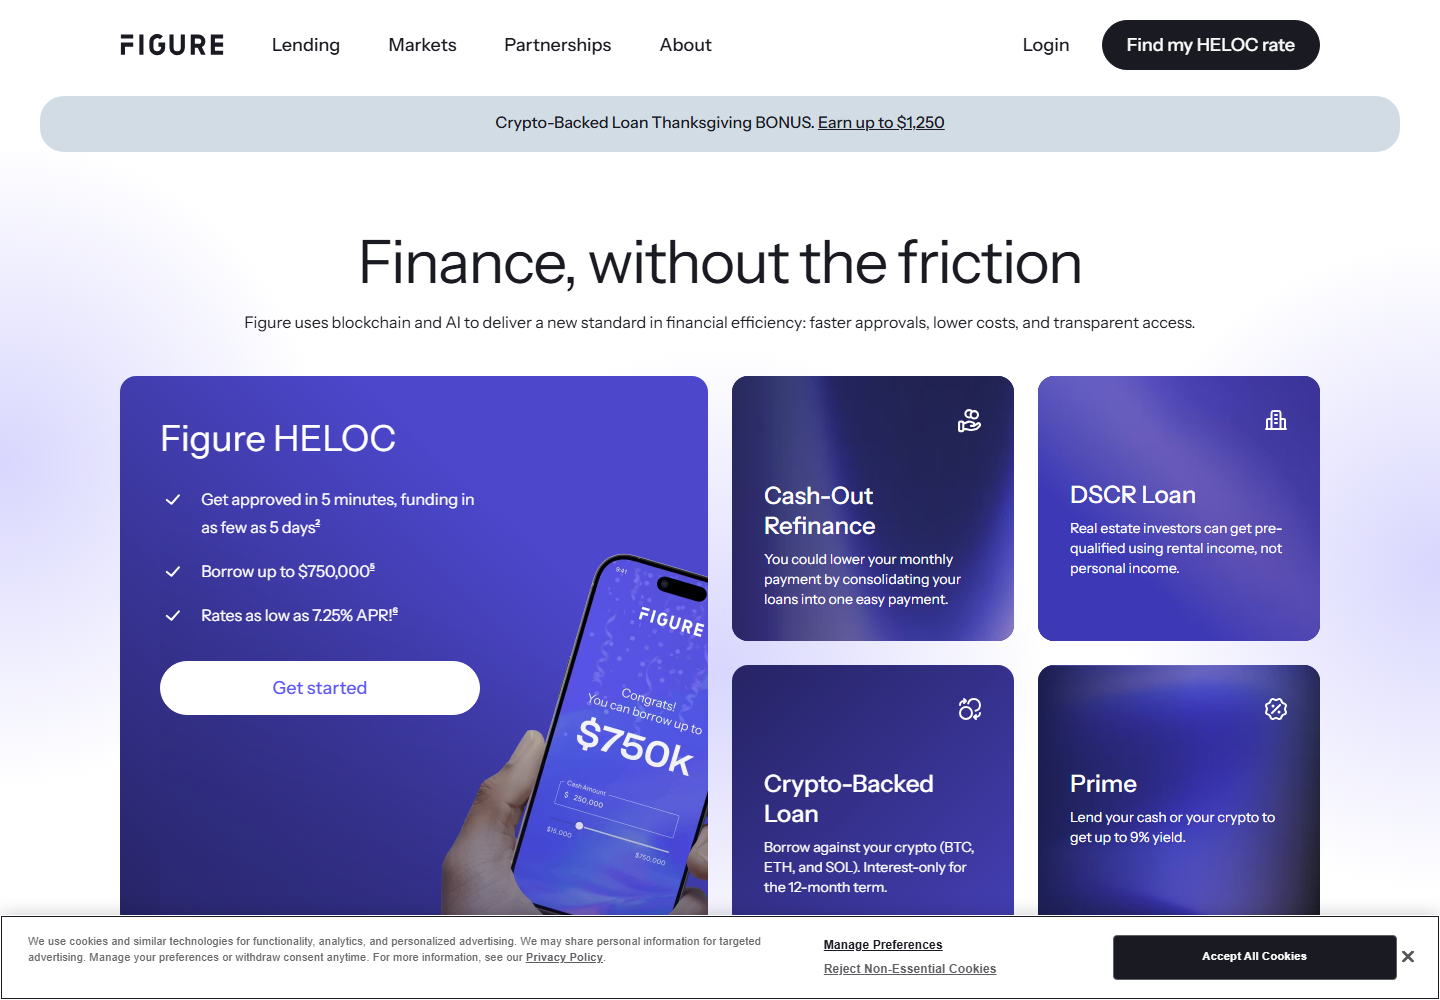 FIGURE
Lending
Markets
Partnerships
About
Login
Find my HELOC rate
Crypto-Backed Loan Thanksgiving BONUS. Earn up to $1,250
Finance, without the friction
Figure uses blockchain and AI to deliver a new standard in financial efficiency: faster approvals, lower costs, and transparent access.
Figure HELOC
Get approved in 5 minutes, funding in
as few as 5 days²
Borrow up to $750,000⁵
Rates as low as 7.25% APR!⁶
Get started
9:41
FIGURE
Congrats!
You can borrow up to
$750k
Cash Amount
$ 250,000
$15,000
$750,000
Cash-Out
Refinance
You could lower your monthly
payment by consolidating your
loans into one easy payment.
DSCR Loan
Real estate investors can get pre-
qualified using rental income, not
personal income.
Crypto-Backed
Loan
Borrow against your crypto (BTC,
ETH, and SOL). Interest-only for
the 12-month term.
Prime
Lend your cash or your crypto to
get up to 9% yield.
We use cookies and similar technologies for functionality, analytics, and personalized advertising. We may share personal information for targeted
advertising. Manage your preferences or withdraw consent anytime. For more information, see our Privacy Policy.
Manage Preferences
Reject Non-Essential Cookies
Accept All Cookies